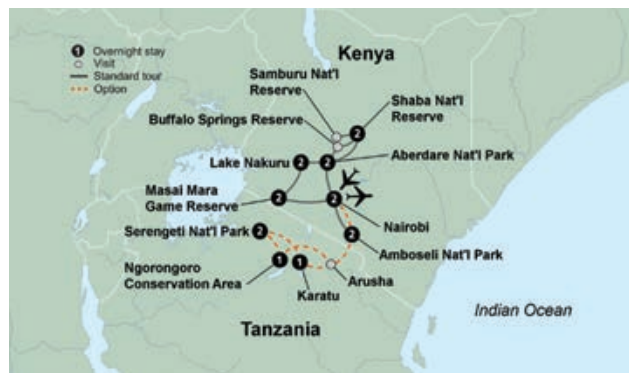 1 Overnight stay
Visit
Standard tour
Option
Kenya
Samburu Nat'l
Reserve
Shaba Nat'l
Reserve
Buffalo Springs Reserve
2
Lake Nakuru
2
2
Aberdare Nat'l Park
Masai Mara
Game Reserve
2
2
Nairobi
Serengeti Nat'l Park
2
2
Amboseli Nat'l Park
Ngorongoro
Conservation Area
1
1
Karatu
Arusha
Indian Ocean
Tanzania